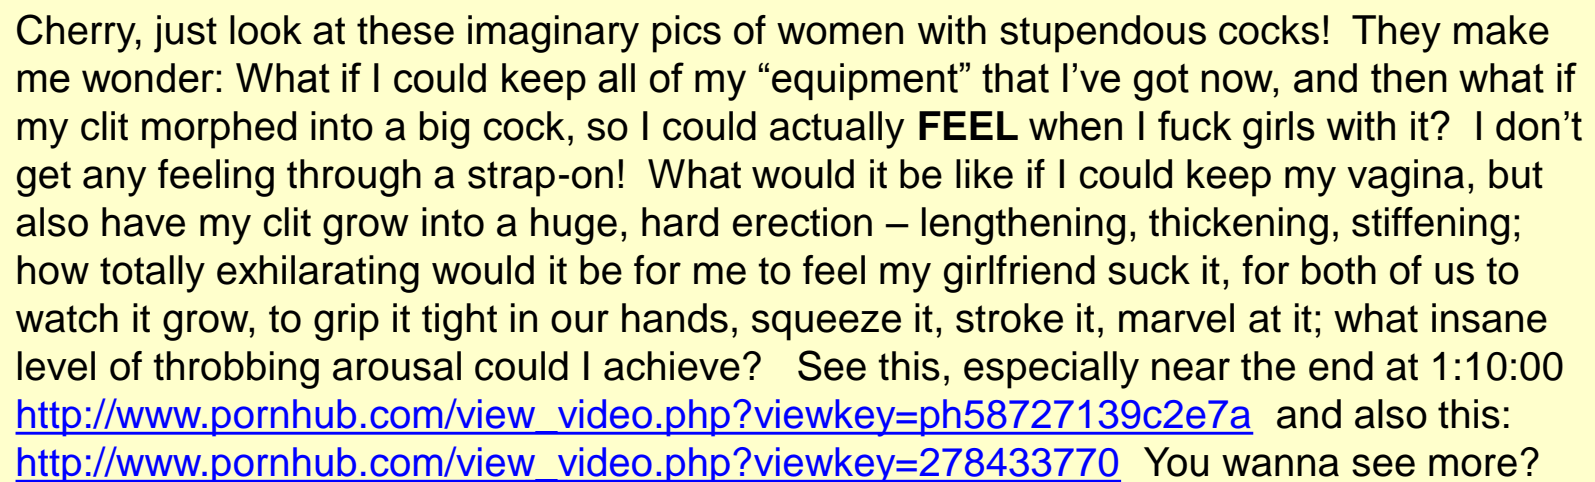 Cherry, just look at these imaginary pics of women with stupendous cocks!  They make
me wonder: What if I could keep all of my “equipment” that I’ve got now, and then what if
my clit morphed into a big cock, so I could actually FEEL when I fuck girls with it?  I don’t
get any feeling through a strap-on!  What would it be like if I could keep my vagina, but
also have my clit grow into a huge, hard erection – lengthening, thickening, stiffening;
how totally exhilarating would it be for me to feel my girlfriend suck it, for both of us to
watch it grow, to grip it tight in our hands, squeeze it, stroke it, marvel at it; what insane
level of throbbing arousal could I achieve?   See this, especially near the end at 1:10:00
http://www.pornhub.com/view_video.php?viewkey=ph58727139c2e7a  and also this:
http://www.pornhub.com/view_video.php?viewkey=278433770  You wanna see more?